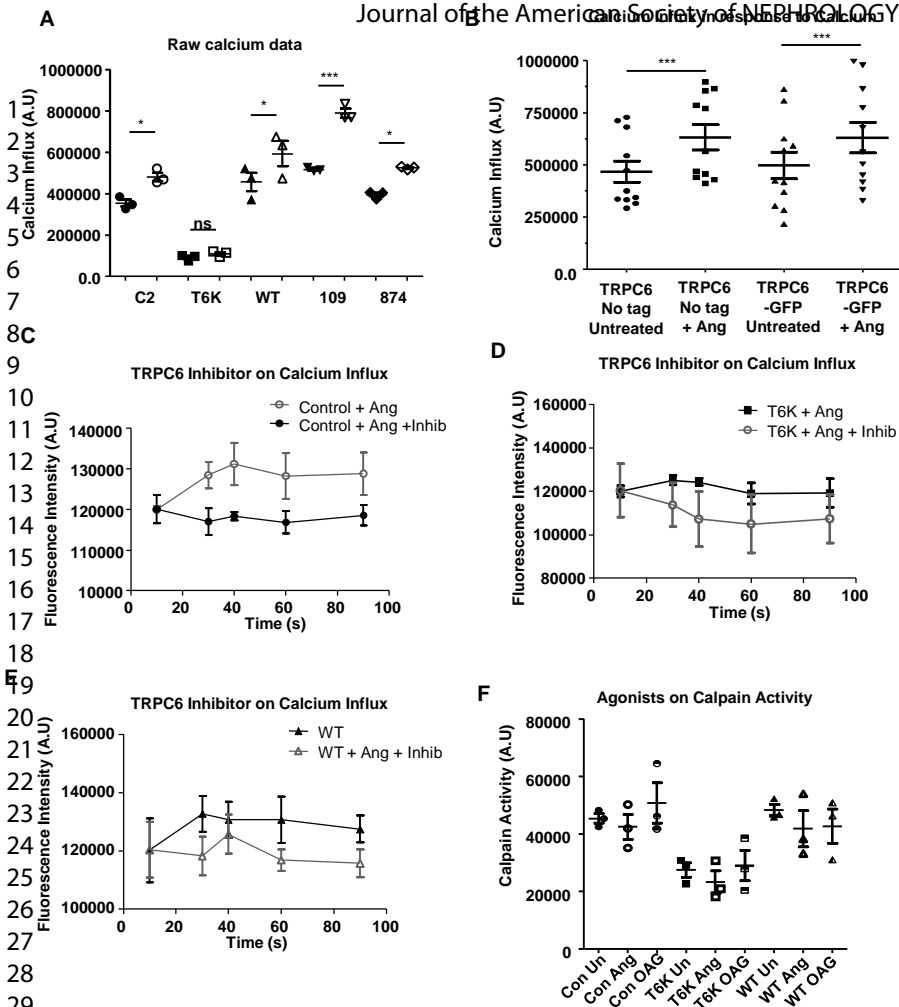 Journal of the American Society of NEPHROLOGY
A
Raw calcium data
Calcium Influx (A.U)
1000000
800000
600000
400000
200000
0.0
*
ns
*
***
*
C2 T6K WT 109 874
B
Calcium Influx in response to Calcium
Calcium Influx (A.U)
1000000
750000
500000
250000
0.0
***
***
TRPC6 No tag Untreated
TRPC6 No tag + Ang
TRPC6 -GFP Untreated
TRPC6 -GFP + Ang
C
TRPC6 Inhibitor on Calcium Influx
Control + Ang
Control + Ang +Inhib
Fluorescence Intensity (A.U)
140000
130000
120000
110000
10000
0 20 40 60 80 100
Time (s)
D
TRPC6 Inhibitor on Calcium Influx
T6K + Ang
T6K + Ang + Inhib
Fluorescence Intensity (A.U)
160000
140000
120000
100000
80000
0 20 40 60 80 100
Time (s)
E
TRPC6 Inhibitor on Calcium Influx
WT
WT + Ang + Inhib
Fluorescence Intensity (A.U)
160000
140000
120000
100000
0 20 40 60 80 100
Time (s)
F
Agonists on Calpain Activity
Calpain Activity (A.U)
80000
60000
40000
20000
0
Con Un
Con Ang
Con OAG
T6K Un
T6K Ang
T6K OAG
WT Un
WT Ang
WT OAG
1
2
3
4
5
6
7
8
9
10
11
12
13
14
15
16
17
18
19
20
21
22
23
24
25
26
27
28
29